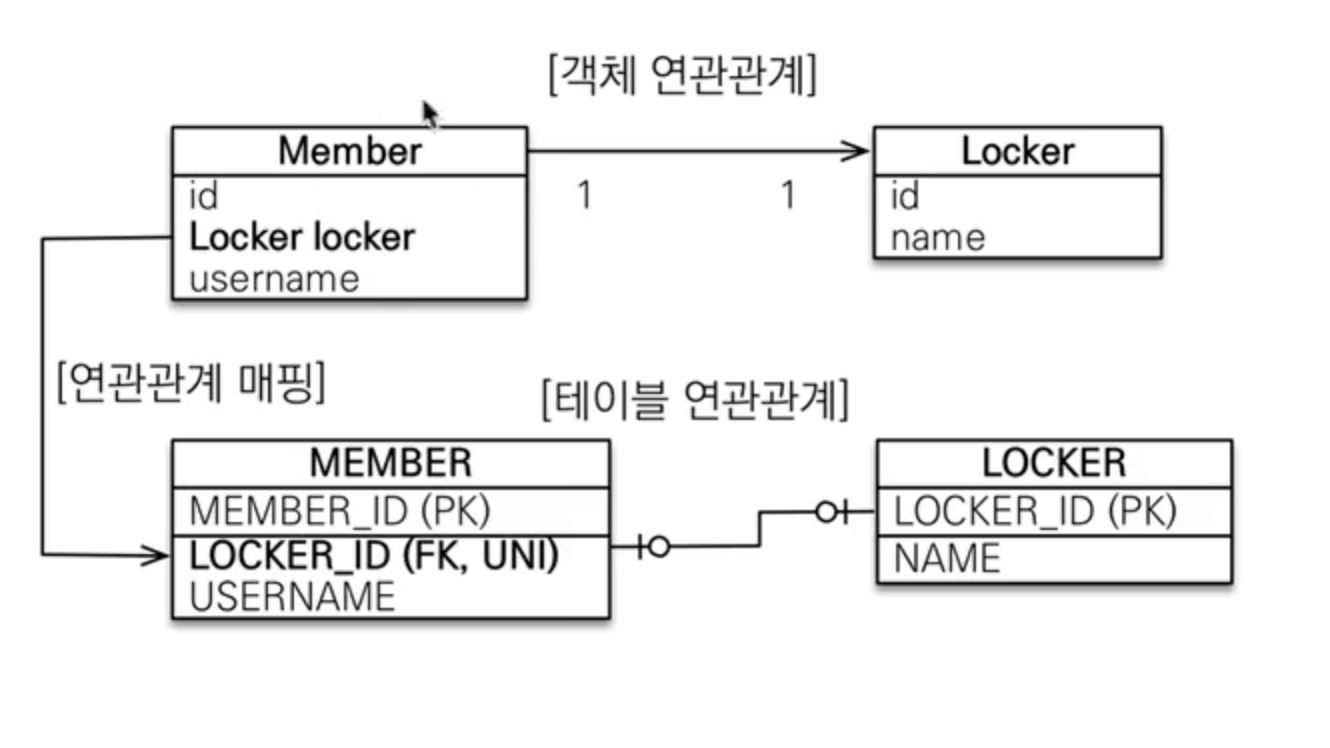 [객체 연관관계]
Member
Locker
id
Locker locker
username
1
1
id
name
[연관관계 매핑]
[테이블 연관관계]
MEMBER
MEMBER_ID (PK)
LOCKER_ID (FK, UNI)
USERNAME
LOCKER
LOCKER_ID (PK)
NAME